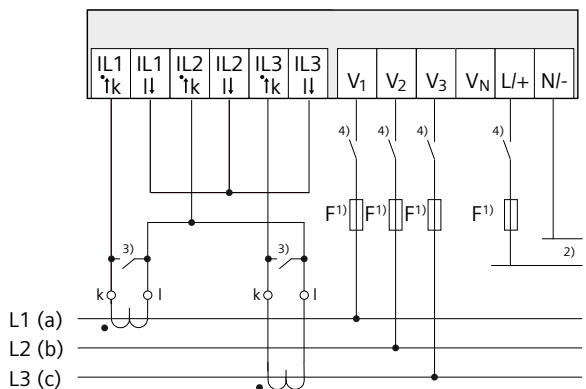 IL1 IL1 IL2 IL2 IL3 IL3
↑k l↓ ↑k l↓ ↑k l↓ V₁ V₂ V₃ V_N L/+ N/-
4) 4) 4) 4)
F¹⁾ F¹⁾ F¹⁾ F¹⁾
3) 3) 2)
k l k l
L1 (a)
L2 (b)
L3 (c)